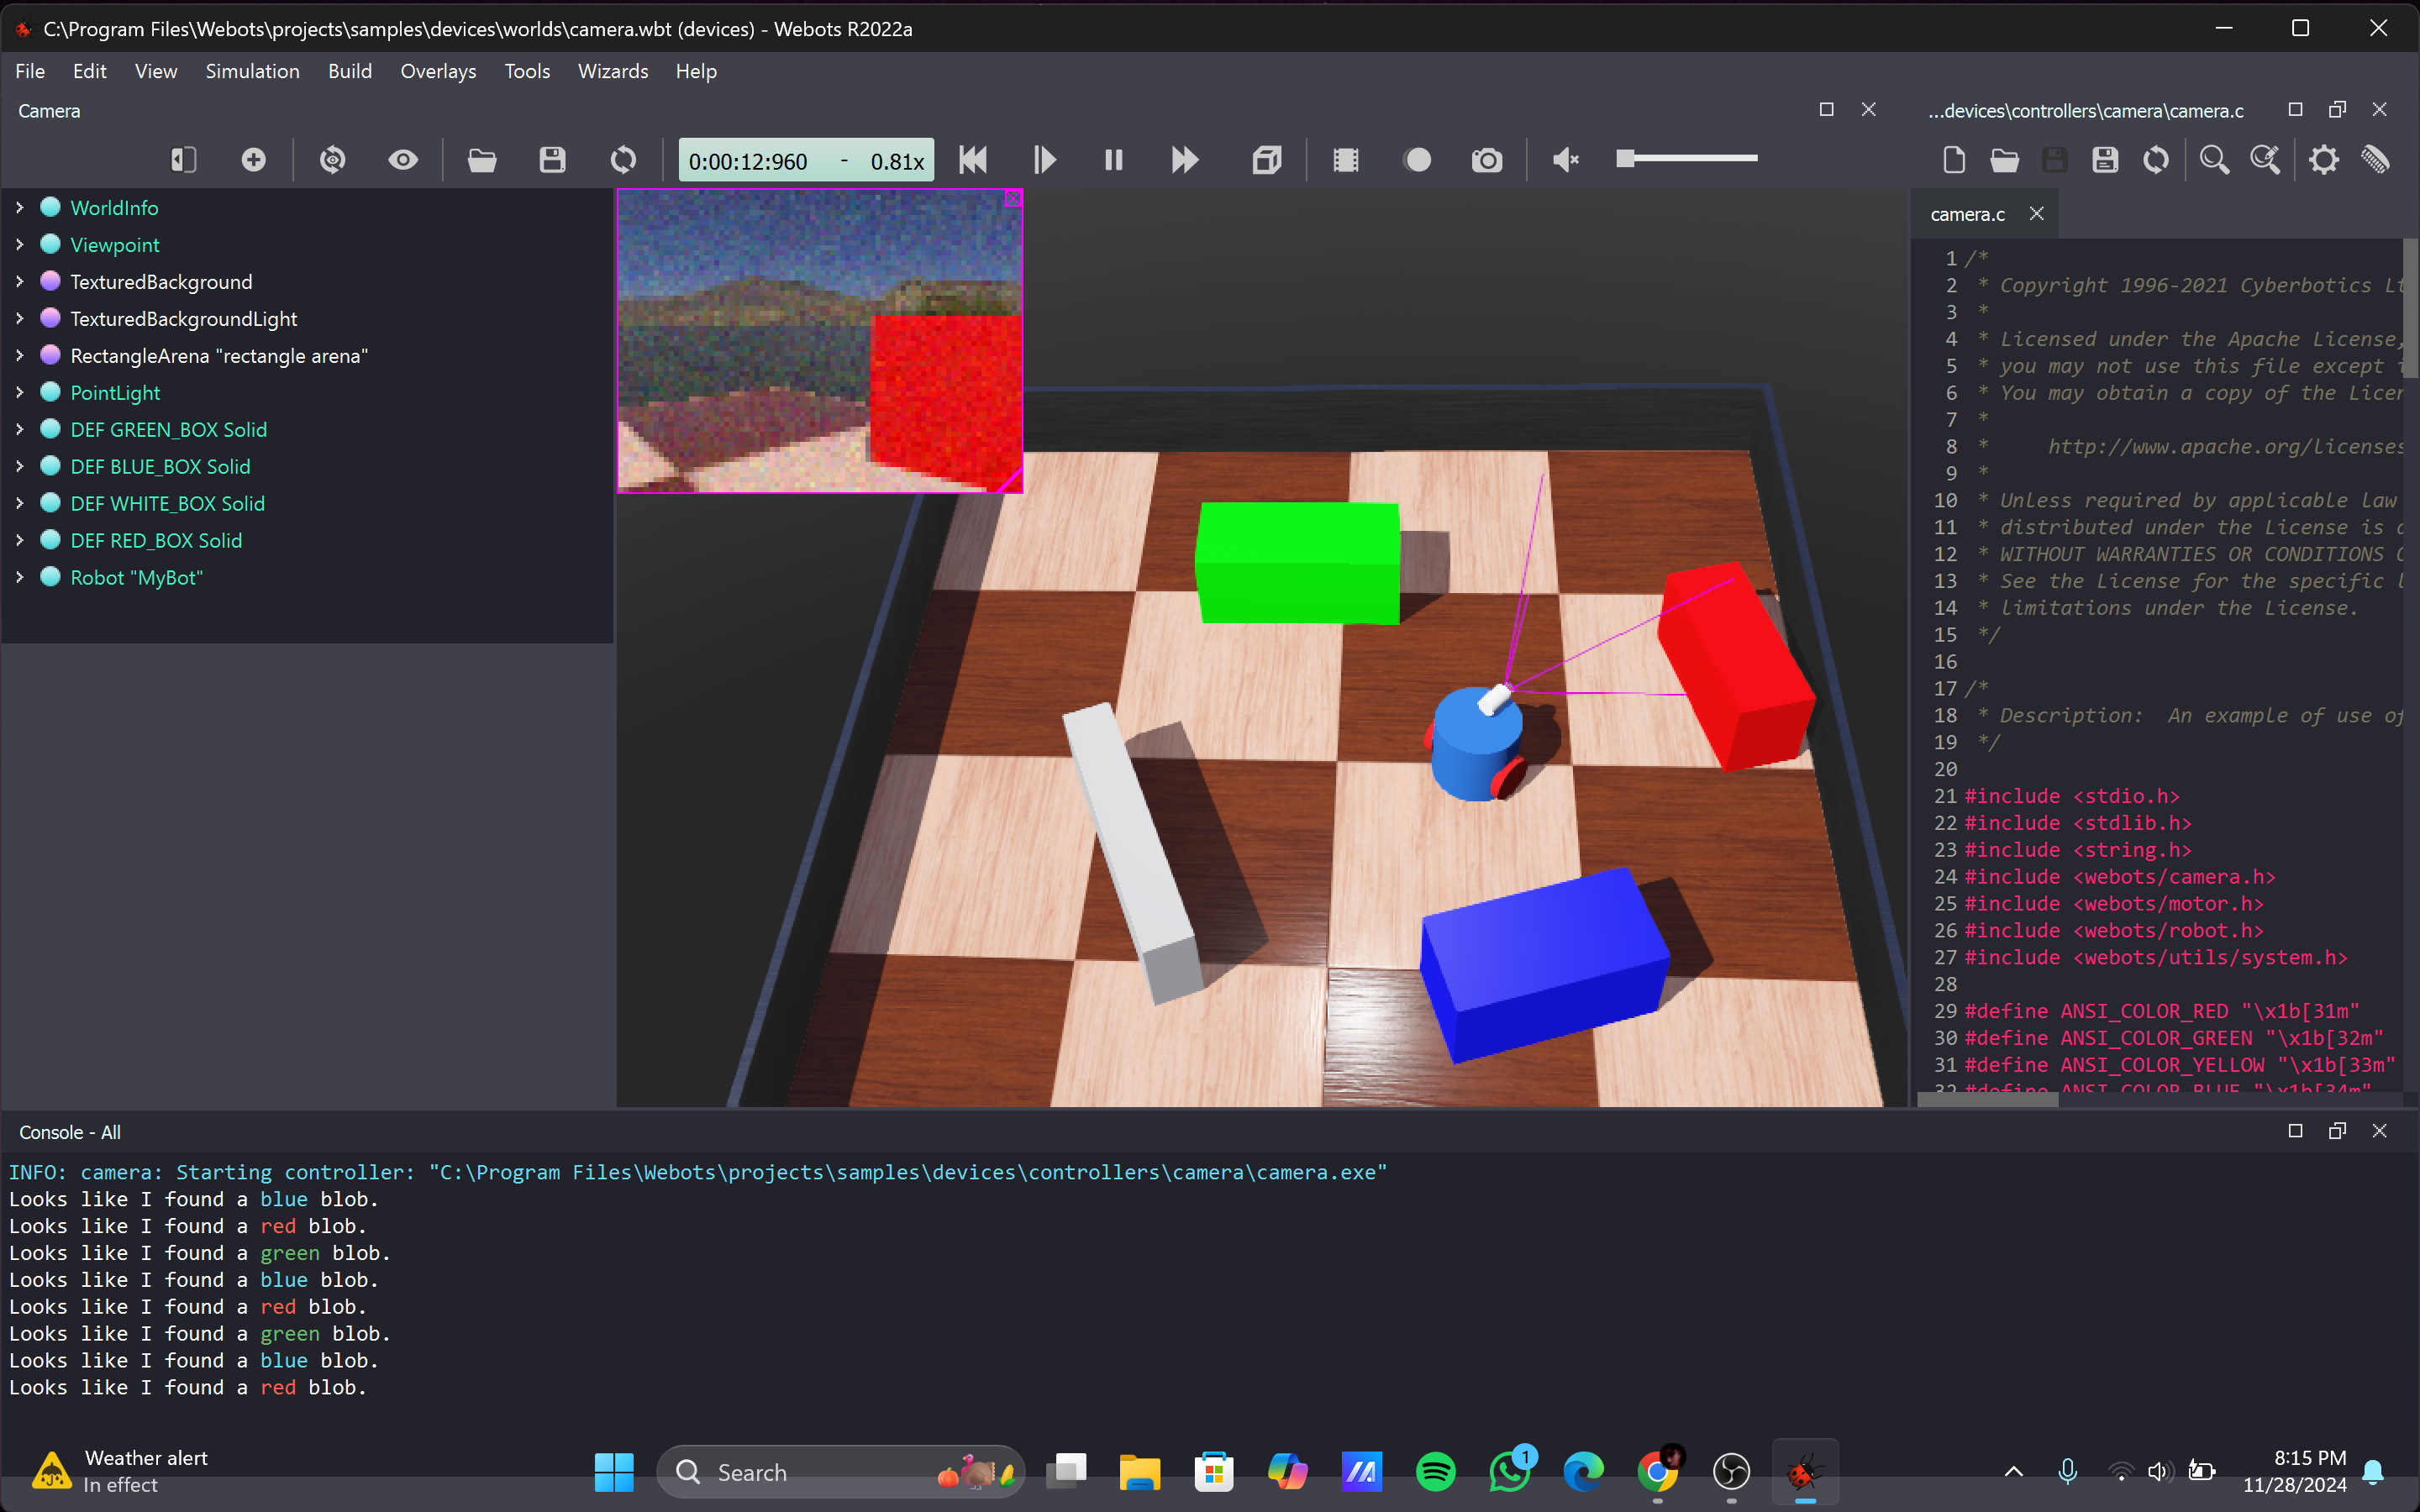 C:\Program Files\Webots\projects\samples\devices\worlds\camera.wbt (devices) - Webots R2022a
File Edit View Simulation Build Overlays Tools Wizards Help
Camera
...devices\controllers\camera\camera.c
0:00:12:960 - 0.81x
WorldInfo
Viewpoint
TexturedBackground
TexturedBackgroundLight
RectangleArena "rectangle arena"
PointLight
DEF GREEN_BOX Solid
DEF BLUE_BOX Solid
DEF WHITE_BOX Solid
DEF RED_BOX Solid
Robot "MyBot"
camera.c
1 /*
2 * Copyright 1996-2021 Cyberbotics Lt
3 *
4 * Licensed under the Apache License,
5 * you may not use this file except i
6 * You may obtain a copy of the Licen
7 *
8 * http://www.apache.org/licenses
9 *
10 * Unless required by applicable law
11 * distributed under the License is d
12 * WITHOUT WARRANTIES OR CONDITIONS O
13 * See the License for the specific l
14 * limitations under the License.
15 */
16
17 /*
18 * Description: An example of use of
19 */
20
21 #include <stdio.h>
22 #include <stdlib.h>
23 #include <string.h>
24 #include <webots/camera.h>
25 #include <webots/motor.h>
26 #include <webots/robot.h>
27 #include <webots/utils/system.h>
28
29 #define ANSI_COLOR_RED "\x1b[31m"
30 #define ANSI_COLOR_GREEN "\x1b[32m"
31 #define ANSI_COLOR_YELLOW "\x1b[33m"
32 #define ANSI_COLOR_BLUE "\x1b[34m"
Console - All
INFO: camera: Starting controller: "C:\Program Files\Webots\projects\samples\devices\controllers\camera\camera.exe"
Looks like I found a blue blob.
Looks like I found a red blob.
Looks like I found a green blob.
Looks like I found a blue blob.
Looks like I found a red blob.
Looks like I found a green blob.
Looks like I found a blue blob.
Looks like I found a red blob.
Weather alert
In effect
Search
1
8:15 PM
11/28/2024